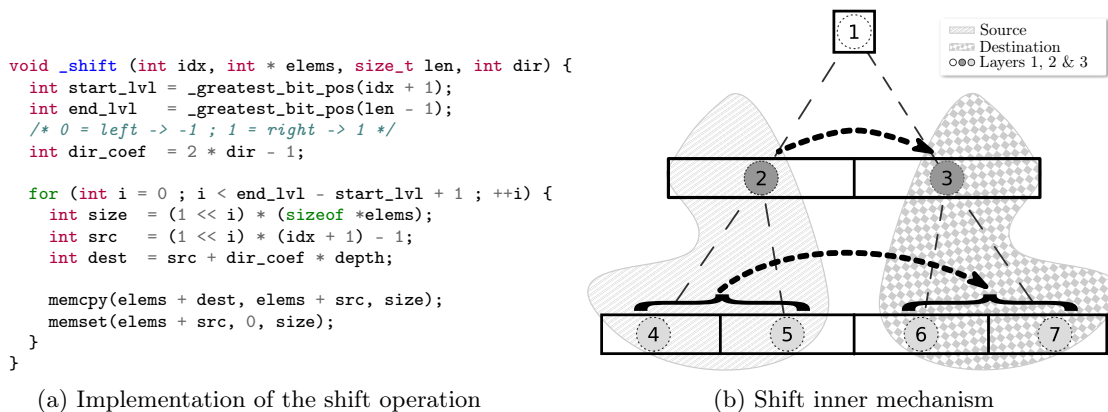 void _shift (int idx, int * elems, size_t len, int dir) {
int start_lvl = _greatest_bit_pos(idx + 1);
int end_lvl   = _greatest_bit_pos(len - 1);
/* 0 = left -> -1 ; 1 = right -> 1 */
int dir_coef  = 2 * dir - 1;
for (int i = 0 ; i < end_lvl - start_lvl + 1 ; ++i) {
int size  = (1 << i) * (sizeof *elems);
int src   = (1 << i) * (idx + 1) - 1;
int dest  = src + dir_coef * depth;
memcpy(elems + dest, elems + src, size);
memset(elems + src, 0, size);
}
}
(a) Implementation of the shift operation
1
Source
Destination
Layers 1, 2 & 3
2 3
4 5 6 7
(b) Shift inner mechanism